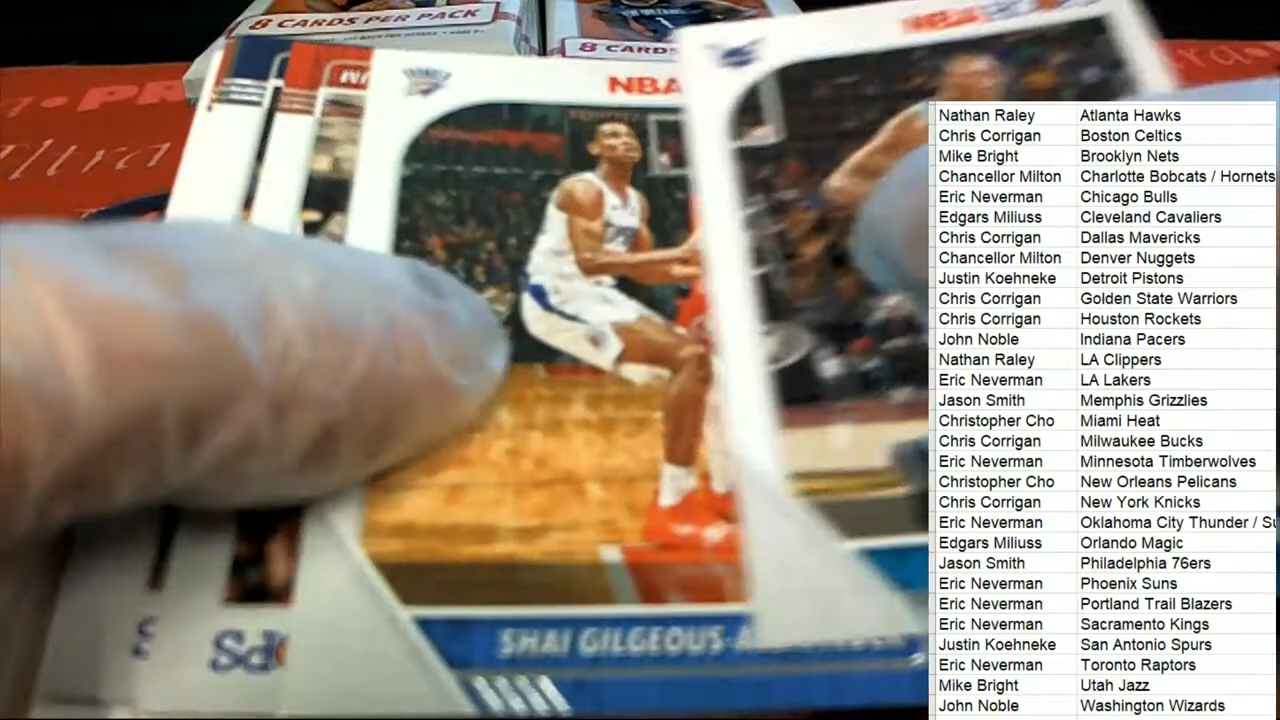 8 CARDS PER PACK
8 CARDS
NBA
SHAI GILGEOUS-
Nathan Raley Atlanta Hawks
Chris Corrigan Boston Celtics
Mike Bright Brooklyn Nets
Chancellor Milton Charlotte Bobcats / Hornets
Eric Neverman Chicago Bulls
Edgars Miliuss Cleveland Cavaliers
Chris Corrigan Dallas Mavericks
Chancellor Milton Denver Nuggets
Justin Koehneke Detroit Pistons
Chris Corrigan Golden State Warriors
Chris Corrigan Houston Rockets
John Noble Indiana Pacers
Nathan Raley LA Clippers
Eric Neverman LA Lakers
Jason Smith Memphis Grizzlies
Christopher Cho Miami Heat
Chris Corrigan Milwaukee Bucks
Eric Neverman Minnesota Timberwolves
Christopher Cho New Orleans Pelicans
Chris Corrigan New York Knicks
Eric Neverman Oklahoma City Thunder / Su
Edgars Miliuss Orlando Magic
Jason Smith Philadelphia 76ers
Eric Neverman Phoenix Suns
Eric Neverman Portland Trail Blazers
Eric Neverman Sacramento Kings
Justin Koehneke San Antonio Spurs
Eric Neverman Toronto Raptors
Mike Bright Utah Jazz
John Noble Washington Wizards